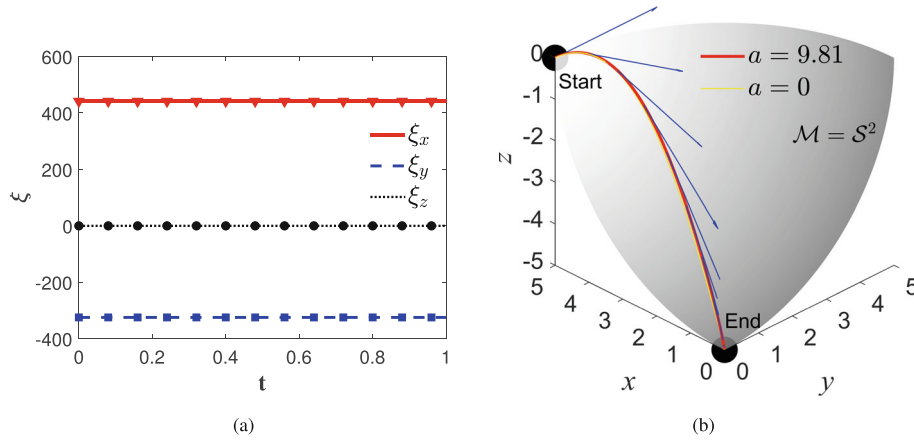 600
400
200
0
-200
-400
ξ
ξx
ξy
ξz
0 0.2 0.4 0.6 0.8 1
t
(a)
0
-1
-2
-3
-4
-5
z
Start
a = 9.81
a = 0
M = S²
End
5 4 3 2 1 0
x
0 1 2 3 4 5
y
(b)